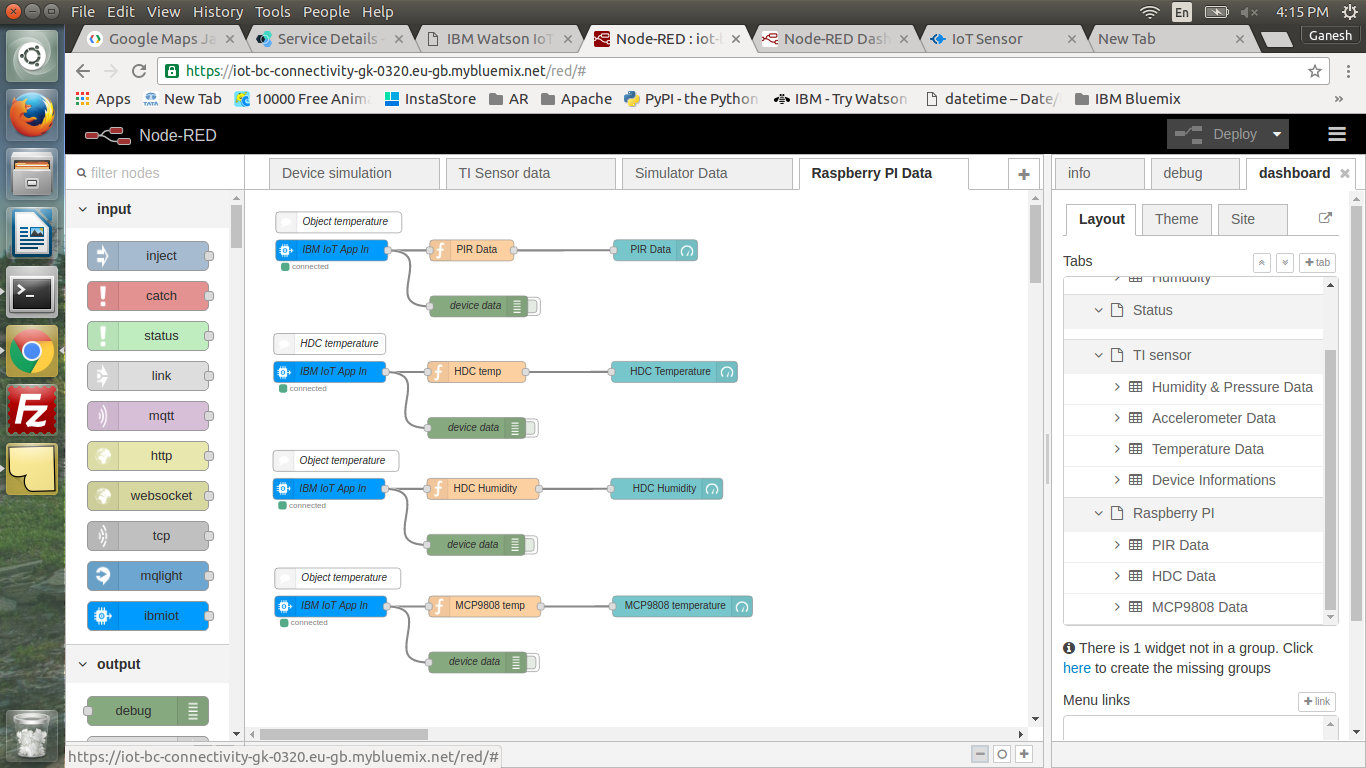 File Edit View History Tools People Help
En
4:15 PM
Google Maps Ja
Service Details -
IBM Watson IoT
Node-RED : iot-
Node-RED Dash
IoT Sensor
New Tab
Ganesh
https://iot-bc-connectivity-gk-0320.eu-gb.mybluemix.net/red/#
Apps
New Tab
10000 Free Anima
InstaStore
AR
Apache
PyPI - the Python
IBM - Try Watson
datetime – Date/
IBM Bluemix
»
Node-RED
Deploy
filter nodes
Device simulation
TI Sensor data
Simulator Data
Raspberry PI Data
info
debug
dashboard
input
inject
catch
status
link
mqtt
http
websocket
tcp
mqlight
ibmiot
output
debug
Object temperature
IBM IoT App In
connected
PIR Data
PIR Data
device data
HDC temperature
IBM IoT App In
connected
HDC temp
HDC Temperature
device data
Object temperature
IBM IoT App In
connected
HDC Humidity
HDC Humidity
device data
Object temperature
IBM IoT App In
connected
MCP9808 temp
MCP9808 temperature
device data
Layout
Theme
Site
Tabs
+ tab
Humidity
Status
TI sensor
Humidity & Pressure Data
Accelerometer Data
Temperature Data
Device Informations
Raspberry PI
PIR Data
HDC Data
MCP9808 Data
There is 1 widget not in a group. Click
here to create the missing groups
Menu links
+ link
https://iot-bc-connectivity-gk-0320.eu-gb.mybluemix.net/red/#